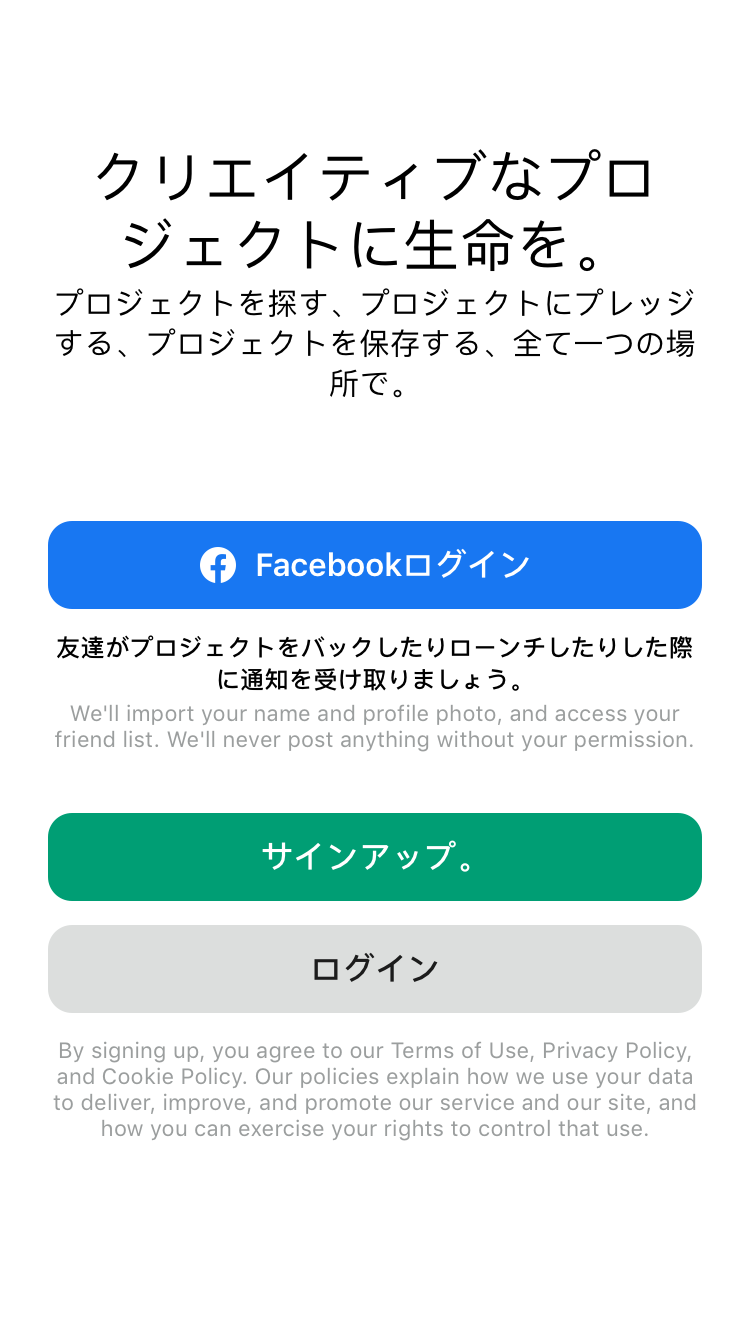 クリエイティブなプロ
ジェクトに生命を。
プロジェクトを探す、プロジェクトにプレッジ
する、プロジェクトを保存する、全て一つの場
所で。
Facebookログイン
友達がプロジェクトをバックしたりローンチしたりした際
に通知を受け取りましょう。
We'll import your name and profile photo, and access your
friend list. We'll never post anything without your permission.
サインアップ。
ログイン
By signing up, you agree to our Terms of Use, Privacy Policy,
and Cookie Policy. Our policies explain how we use your data
to deliver, improve, and promote our service and our site, and
how you can exercise your rights to control that use.